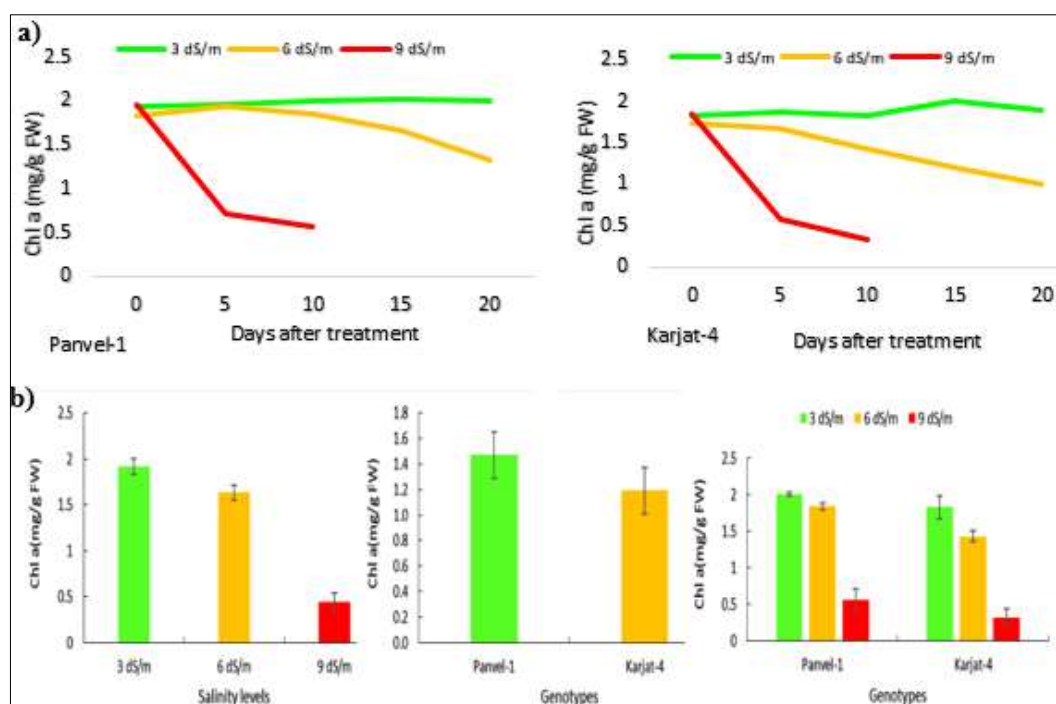 a)
3 dS/m 6 dS/m 9 dS/m
2.5
2
1.5
1
0.5
0
Chl a (mg/g FW)
0 5 10 15 20
Days after treatment
Panvel-1
3 dS/m 6 dS/m 9 dS/m
2.5
2
1.5
1
0.5
0
Chl a (mg/g FW)
0 5 10 15 20
Days after treatment
Karjat-4
b)
2.5
2
1.5
1
0.5
0
Chl a(mg/g FW)
3 dS/m 6 dS/m 9 dS/m
Salinity levels
1.8
1.6
1.4
1.2
1.0
0.8
0.6
0.4
0.2
0.0
Chl a(mg/g FW)
Panvel-1 Karjat-4
Genotypes
3 dS/m 6 dS/m 9 dS/m
2.5
2
1.5
1
0.5
0
Chl a(mg/g FW)
Panvel-1 Karjat-4
Genotypes